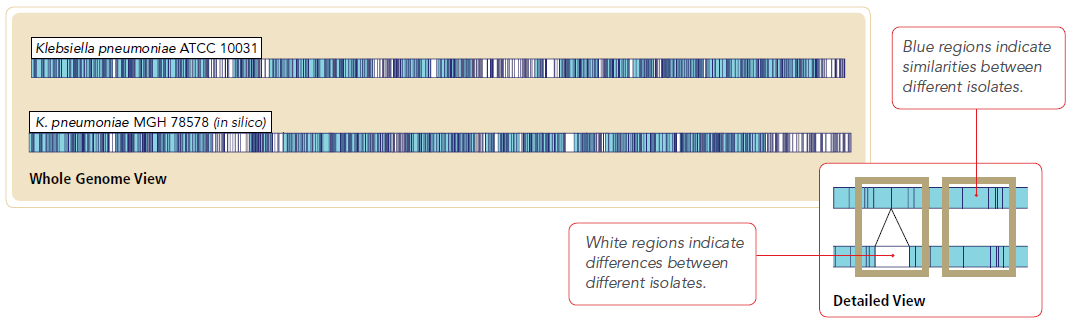 Klebsiella pneumoniae ATCC 10031
K. pneumoniae MGH 78578 (in silico)
Whole Genome View
Blue regions indicate
similarities between
different isolates.
White regions indicate
differences between
different isolates.
Detailed View